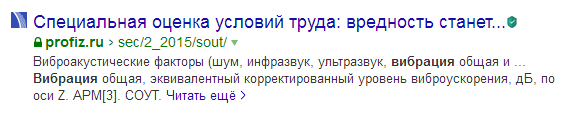 Специальная оценка условий труда: вредность станет...
profiz.ru › sec/2_2015/sout/
Виброакустические факторы (шум, инфразвук, ультразвук, вибрация общая и ...
Вибрация общая, эквивалентный корректированный уровень виброускорения, дБ, по
оси Z. АРМ[3]. СОУТ. Читать ещё >